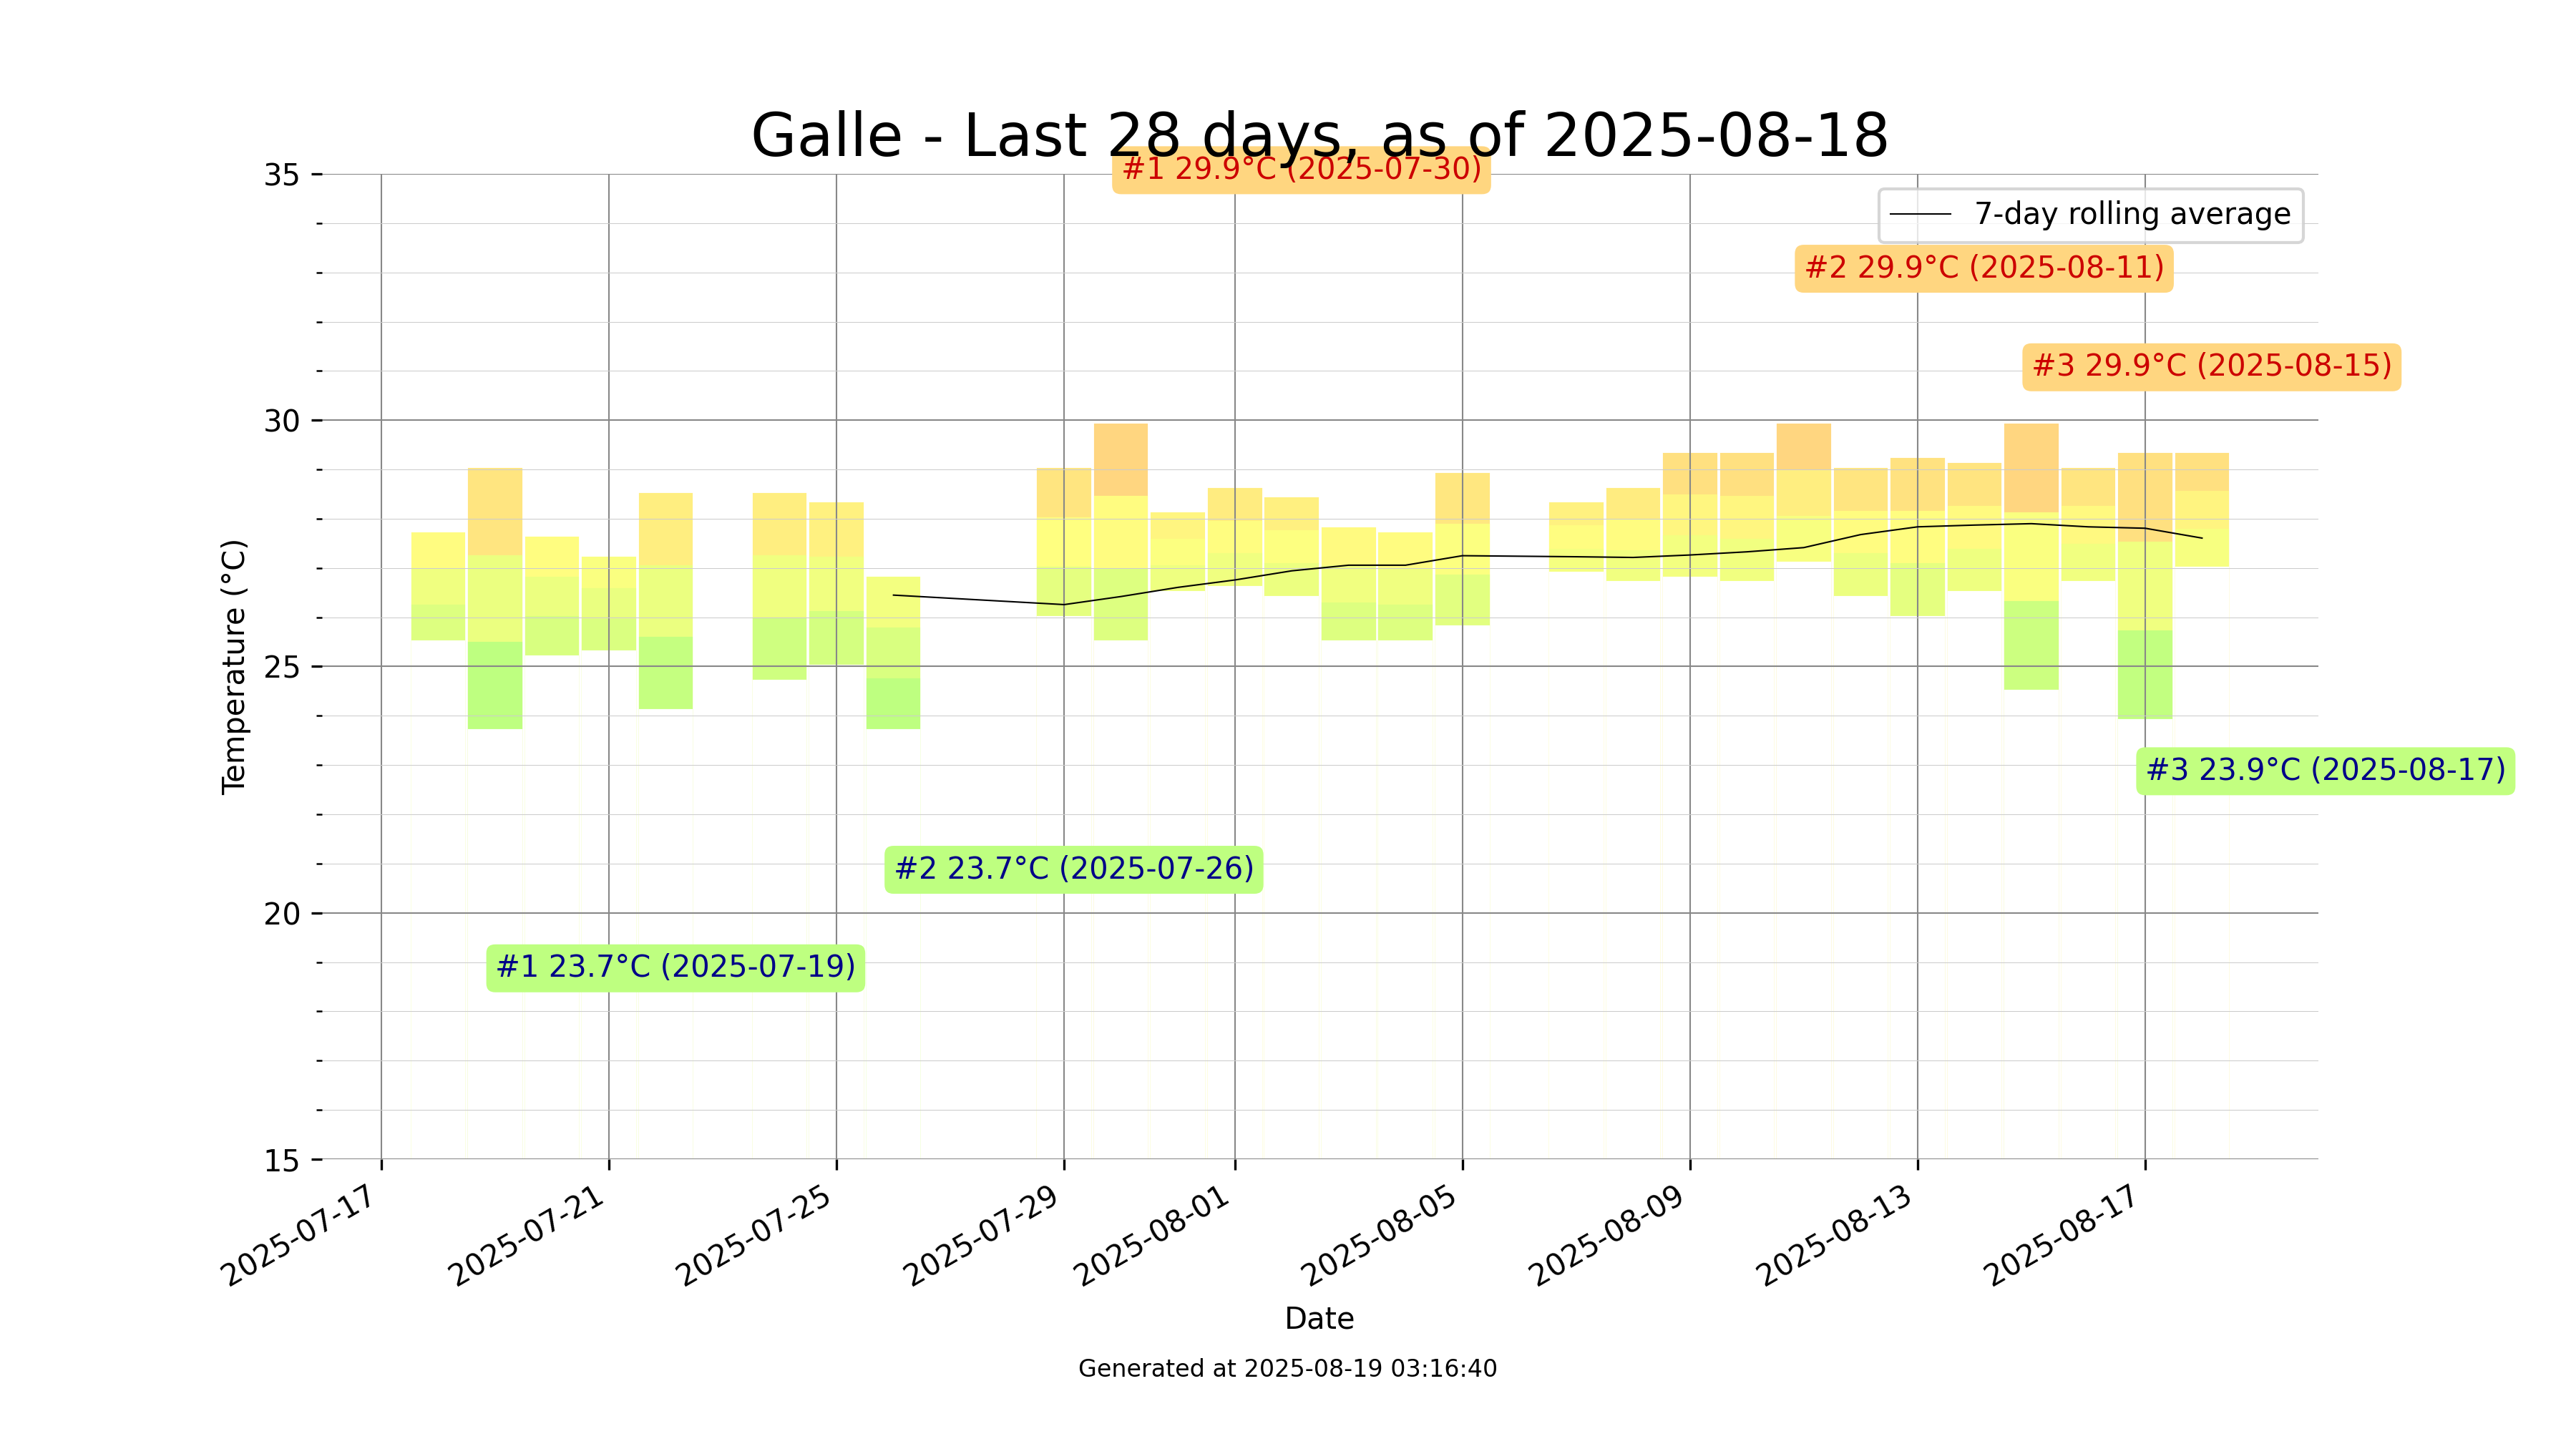 Galle - Last 28 days, as of 2025-08-18
#1 29.9°C (2025-07-30)
35
7-day rolling average
#2 29.9°C (2025-08-11)
#3 29.9°C (2025-08-15)
30
Temperature (°C)
25
#3 23.9°C (2025-08-17)
#2 23.7°C (2025-07-26)
20
#1 23.7°C (2025-07-19)
15
2025-07-17
2025-07-21
2025-07-25
2025-07-29
2025-08-01
2025-08-05
2025-08-09
2025-08-13
2025-08-17
Date
Generated at 2025-08-19 03:16:40